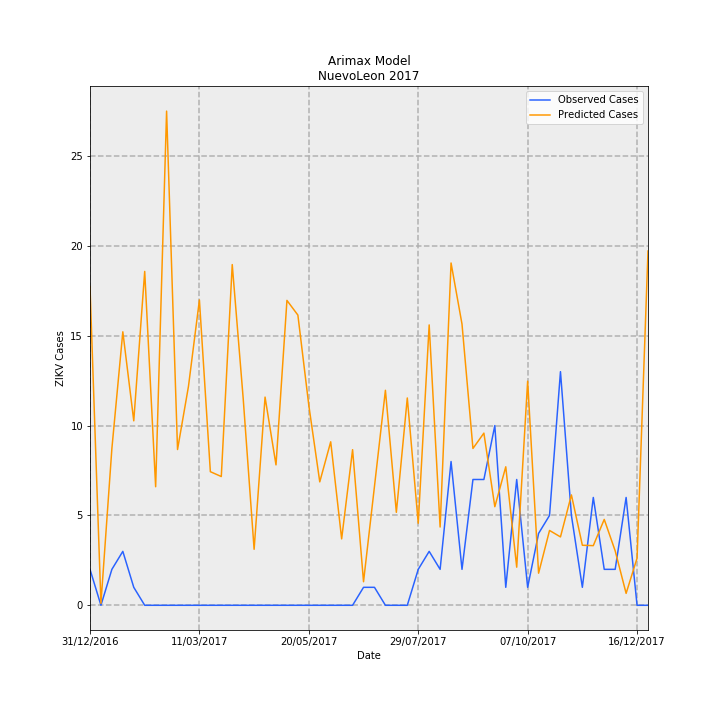 Arimax Model
NuevoLeon 2017
Observed Cases
Predicted Cases
ZIKV Cases
25
20
15
10
5
0
31/12/2016
11/03/2017
20/05/2017
29/07/2017
07/10/2017
16/12/2017
Date